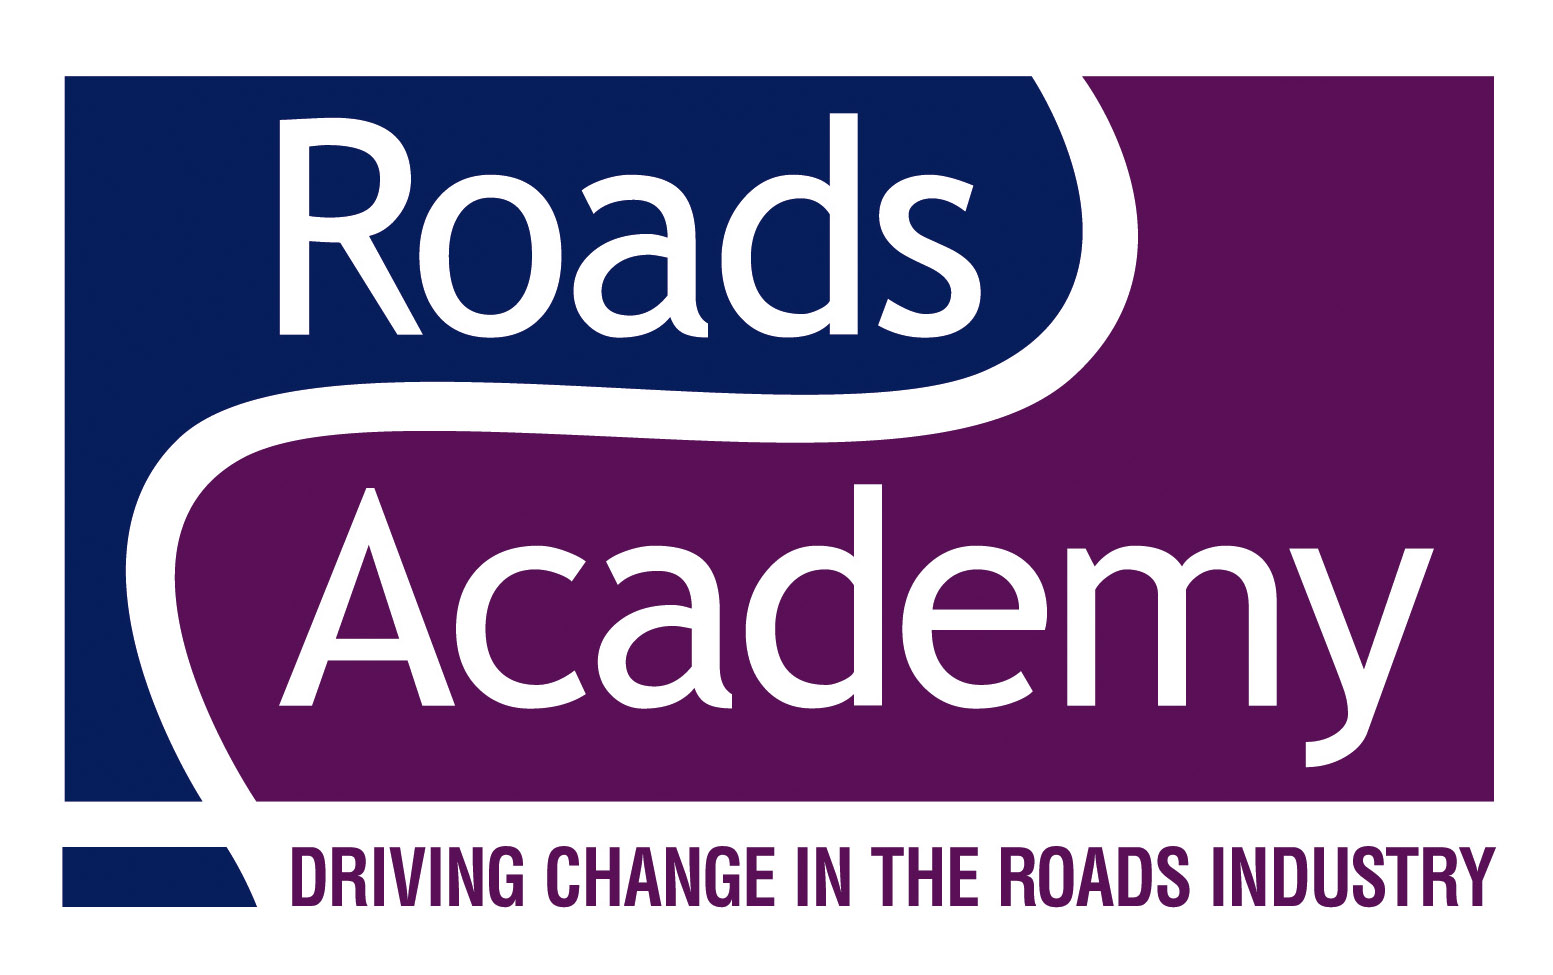 Roads
Academy
DRIVING CHANGE IN THE ROADS INDUSTRY